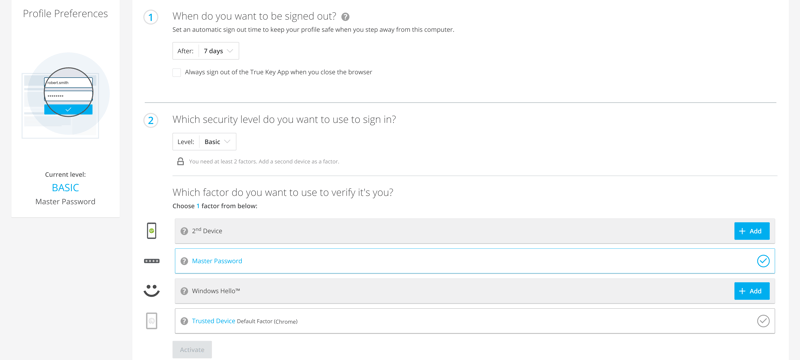 Profile Preferences
robert smith
Current level:
BASIC
Master Password
1
When do you want to be signed out? ?
Set an automatic sign out time to keep your profile safe when you step away from this computer.
After: 7 days
Always sign out of the True Key App when you close the browser
2
Which security level do you want to use to sign in?
Level: Basic
You need at least 2 factors. Add a second device as a factor.
Which factor do you want to use to verify it's you?
Choose 1 factor from below:
? 2nd Device + Add
? Master Password
? Windows Hello™ + Add
? Trusted Device Default Factor (Chrome)
Activate